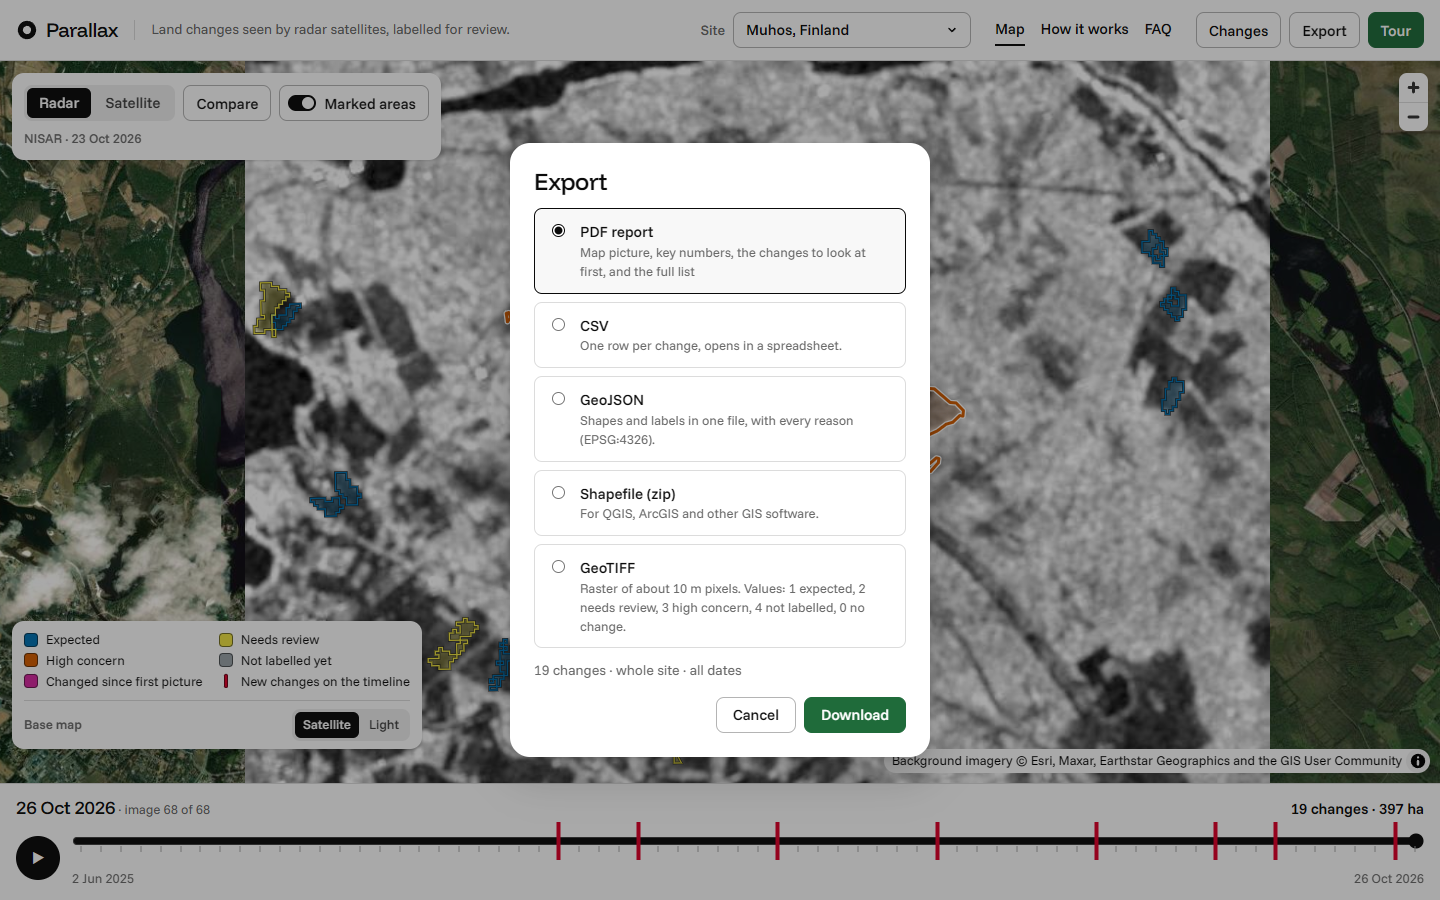 Parallax
Land changes seen by radar satellites, labelled for review.
Site
Muhos, Finland
Map
How it works
FAQ
Changes
Export
Tour
Radar
Satellite
Compare
Marked areas
NISAR · 23 Oct 2026
Export
PDF report
Map picture, key numbers, the changes to look at
first, and the full list
CSV
One row per change, opens in a spreadsheet.
GeoJSON
Shapes and labels in one file, with every reason
(EPSG:4326).
Shapefile (zip)
For QGIS, ArcGIS and other GIS software.
GeoTIFF
Raster of about 10 m pixels. Values: 1 expected, 2
needs review, 3 high concern, 4 not labelled, 0 no
change.
19 changes · whole site · all dates
Cancel
Download
Expected
Needs review
High concern
Not labelled yet
Changed since first picture
New changes on the timeline
Base map
Satellite
Light
Background imagery © Esri, Maxar, Earthstar Geographics and the GIS User Community
26 Oct 2026 · image 68 of 68
19 changes · 397 ha
2 Jun 2025
26 Oct 2026